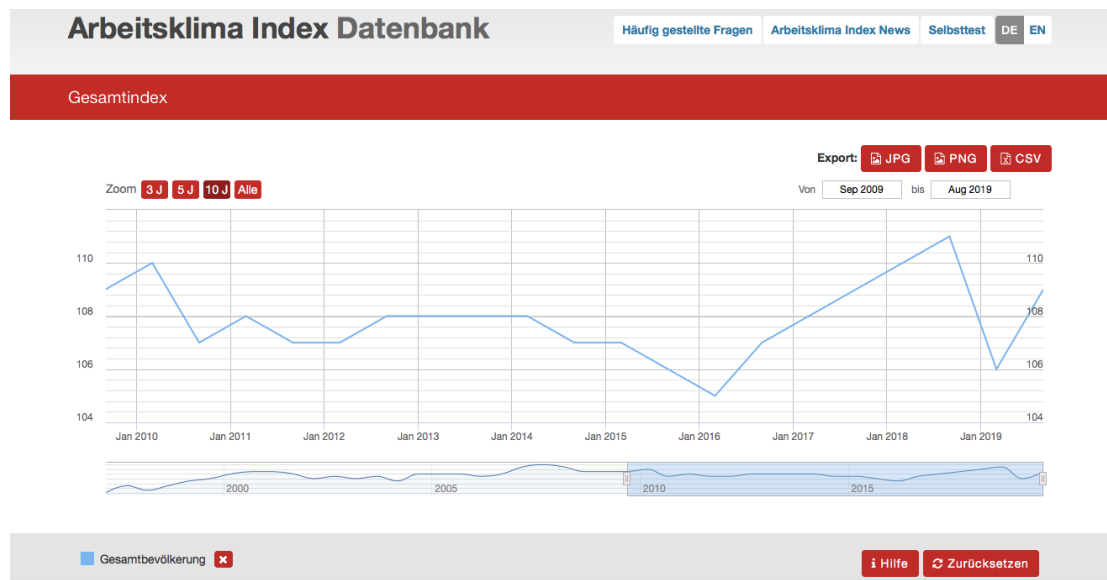 Arbeitsklima Index Datenbank
Häufig gestellte Fragen Arbeitsklima Index News Selbsttest DE EN
Gesamtindex
Export: JPG PNG CSV
Zoom 3 J 5 J 10 J Alle Von Sep 2009 bis Aug 2019
110 110
108 108
106 106
104 104
Jan 2010 Jan 2011 Jan 2012 Jan 2013 Jan 2014 Jan 2015 Jan 2016 Jan 2017 Jan 2018 Jan 2019
2000 2005 2010 2015
Gesamtbevölkerung Hilfe Zurücksetzen